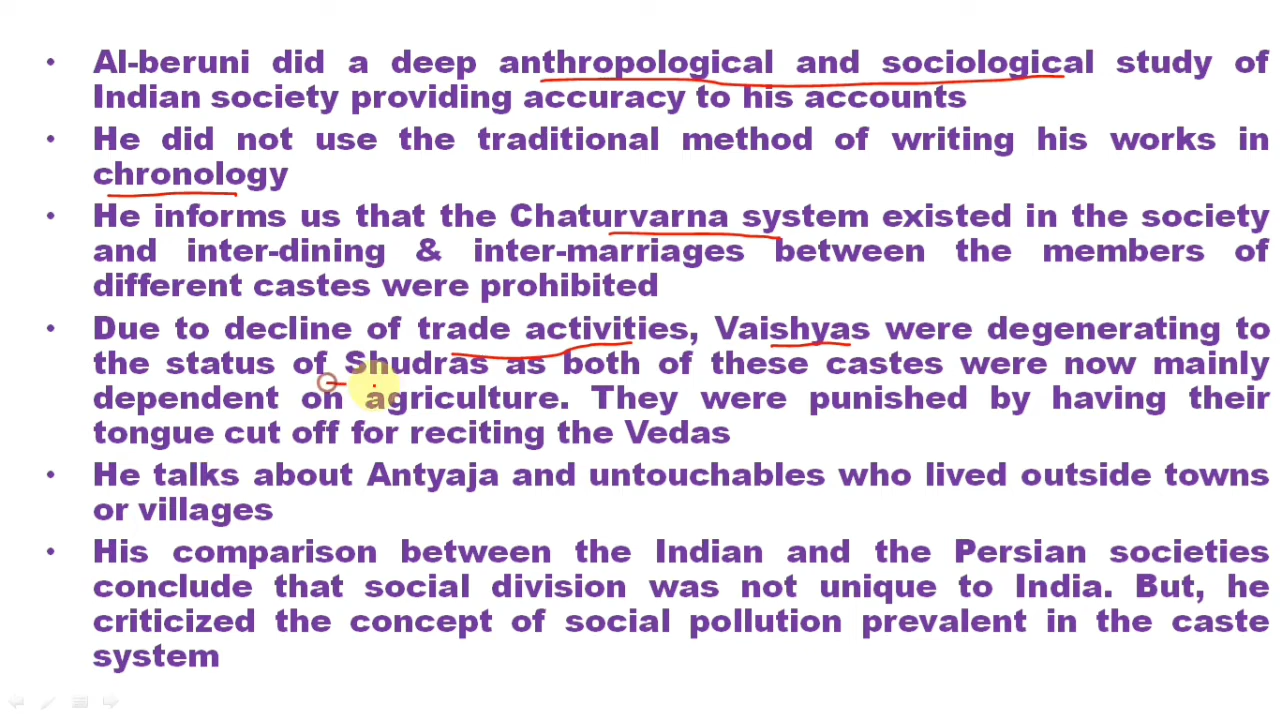 • Al-beruni did a deep anthropological and sociological study of
Indian society providing accuracy to his accounts
• He did not use the traditional method of writing his works in
chronology
• He informs us that the Chaturvarna system existed in the society
and inter-dining & inter-marriages between the members of
different castes were prohibited
• Due to decline of trade activities, Vaishyas were degenerating to
the status of Shudras as both of these castes were now mainly
dependent on agriculture. They were punished by having their
tongue cut off for reciting the Vedas
• He talks about Antyaja and untouchables who lived outside towns
or villages
• His comparison between the Indian and the Persian societies
conclude that social division was not unique to India. But, he
criticized the concept of social pollution prevalent in the caste
system